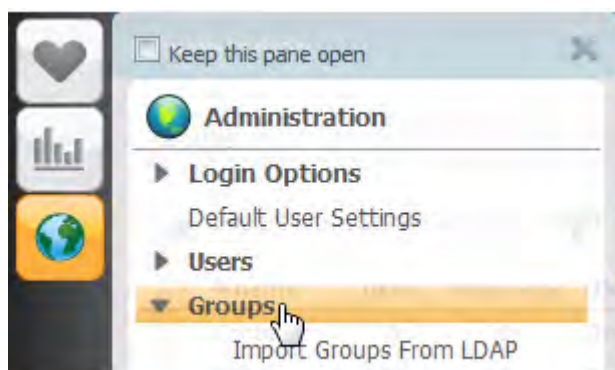 Keep this pane open
Administration
Login Options
Default User Settings
Users
Groups
Import Groups From LDAP